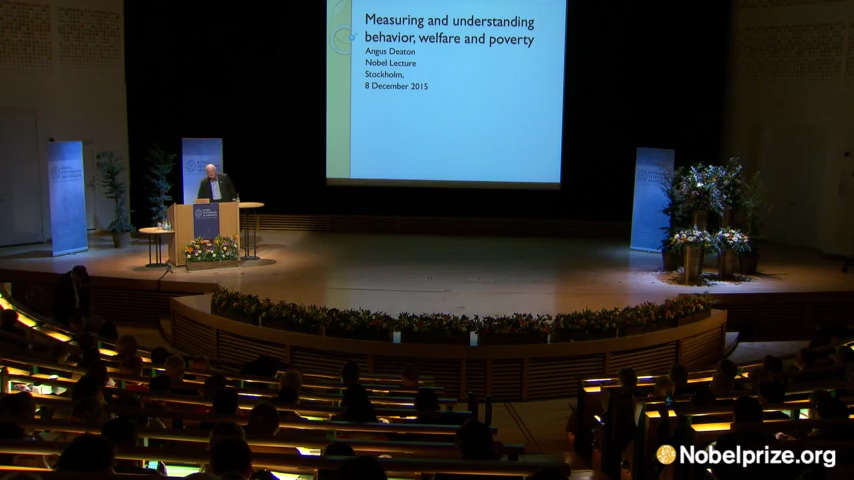 Measuring and understanding
behavior, welfare and poverty
Angus Deaton
Nobel Lecture
Stockholm,
8 December 2015
Nobelprize.org